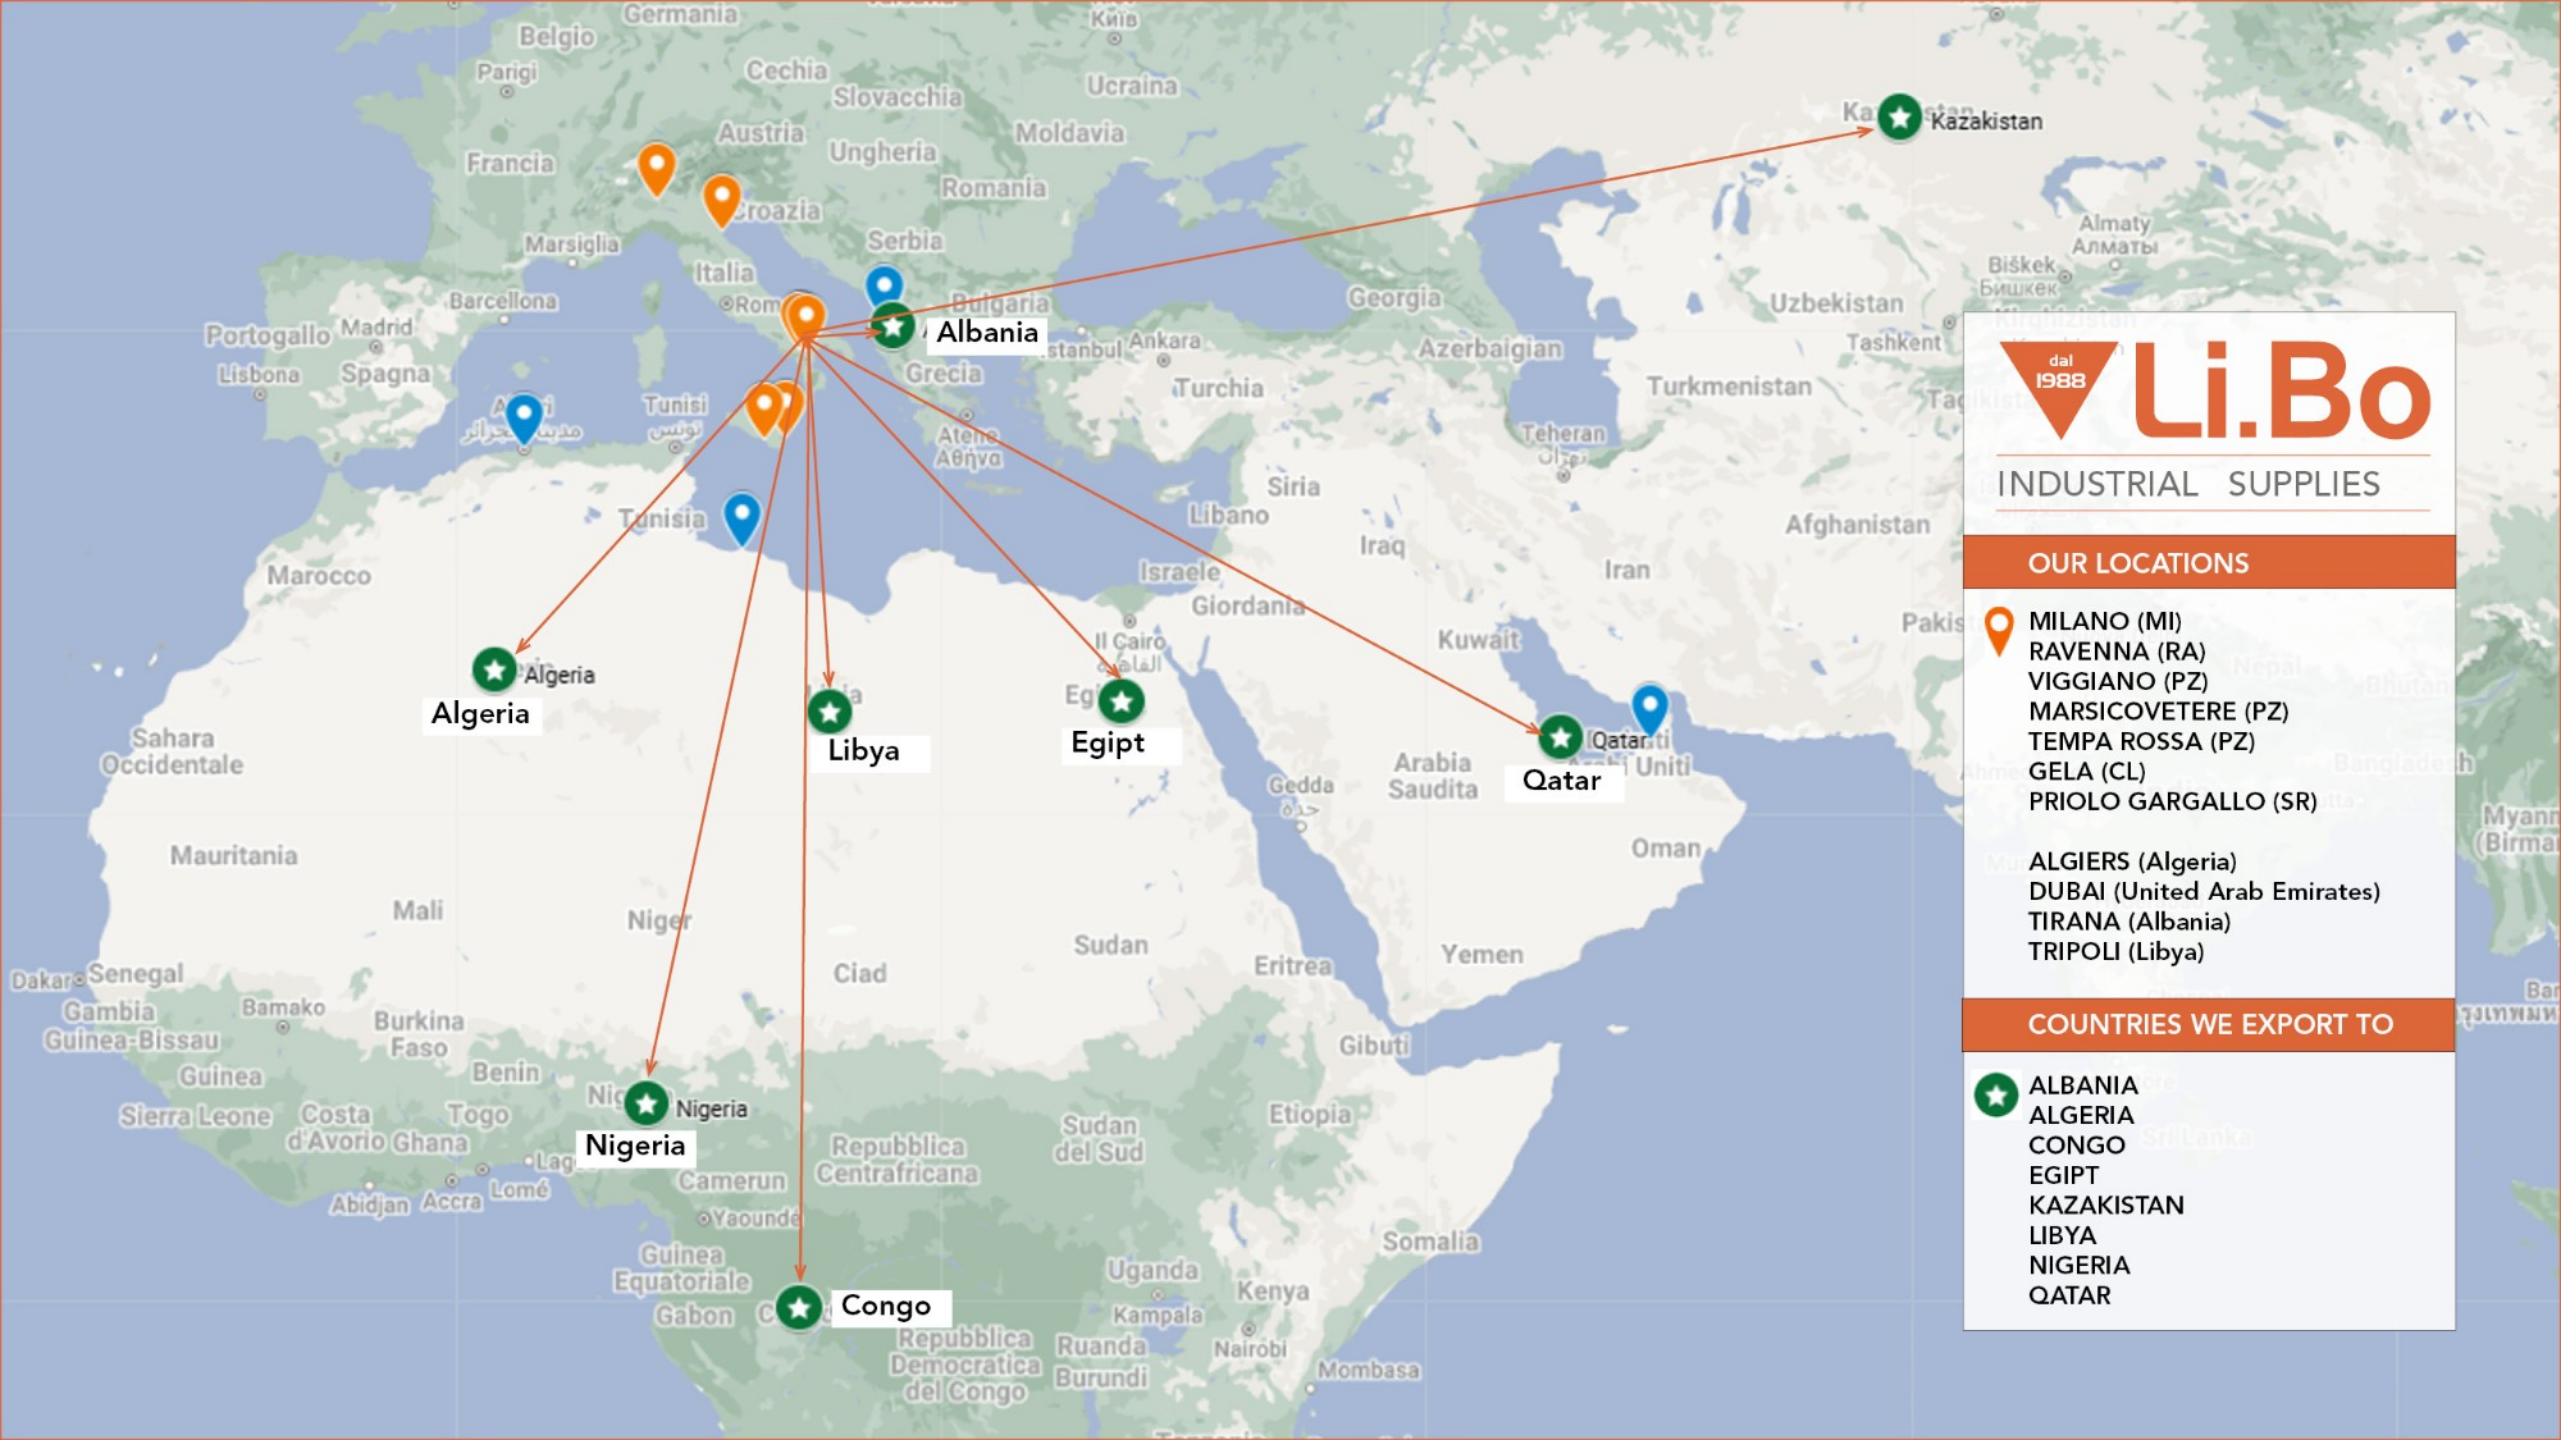 Germania
Belgio
Київ
Parigi
Cechia
Ucraina
Slovacchia
Austria
Moldavia
Francia
Ungheria
Kazakistan
Romania
Croazia
Almaty
Алматы
Marsiglia
Serbia
Italia
Biškek
Бишкек
Barcellona
Bulgaria
Georgia
Uzbekistan
Portogallo
Madrid
Albania
Ankara
Azerbaigian
Tashkent
Lisbona
Spagna
Grecia
Turchia
Turkmenistan
Tunisi
تونس
Atene
Αθήνα
Teheran
تهران
Siria
Tunisia
Libano
Afghanistan
Iraq
Marocco
Israele
Iran
Giordania
Il Cairo
القاهرة
Kuwait
Algeria
Algeria
Libya
Egipt
Qatar
Qatar
Arabi Uniti
Sahara
Occidentale
Arabia
Saudita
Gedda
جدة
Mauritania
Oman
Mali
Niger
Sudan
Yemen
Ciad
Eritrea
Dakar
Senegal
Gambia
Bamako
Burkina
Faso
Guinea-Bissau
Gibuti
Guinea
Benin
Nigeria
Nigeria
Sierra Leone
Costa
d'Avorio
Togo
Ghana
Etiopia
Sudan
del Sud
Repubblica
Centrafricana
Camerun
Lomé
Accra
Abidjan
Yaoundé
Guinea
Equatoriale
Somalia
Uganda
Kenya
Gabon
Congo
Kampala
Repubblica
Democratica
del Congo
Ruanda
Burundi
Nairobi
Mombasa
dal
1988
Li.Bo
INDUSTRIAL SUPPLIES
OUR LOCATIONS
MILANO (MI)
RAVENNA (RA)
VIGGIANO (PZ)
MARSICOVETERE (PZ)
TEMPA ROSSA (PZ)
GELA (CL)
PRIOLO GARGALLO (SR)
ALGIERS (Algeria)
DUBAI (United Arab Emirates)
TIRANA (Albania)
TRIPOLI (Libya)
COUNTRIES WE EXPORT TO
ALBANIA
ALGERIA
CONGO
EGIPT
KAZAKISTAN
LIBYA
NIGERIA
QATAR